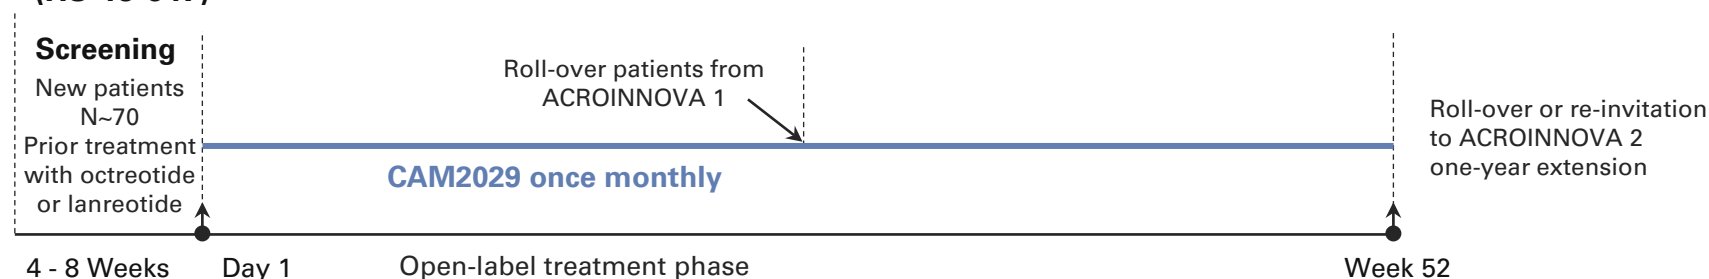 Screening
New patients
N~70
Prior treatment
with octreotide
or lanreotide
Roll-over patients from
ACROINNOVA 1
CAM2029 once monthly
Roll-over or re-invitation
to ACROINNOVA 2
one-year extension
4 - 8 Weeks
Day 1
Open-label treatment phase
Week 52